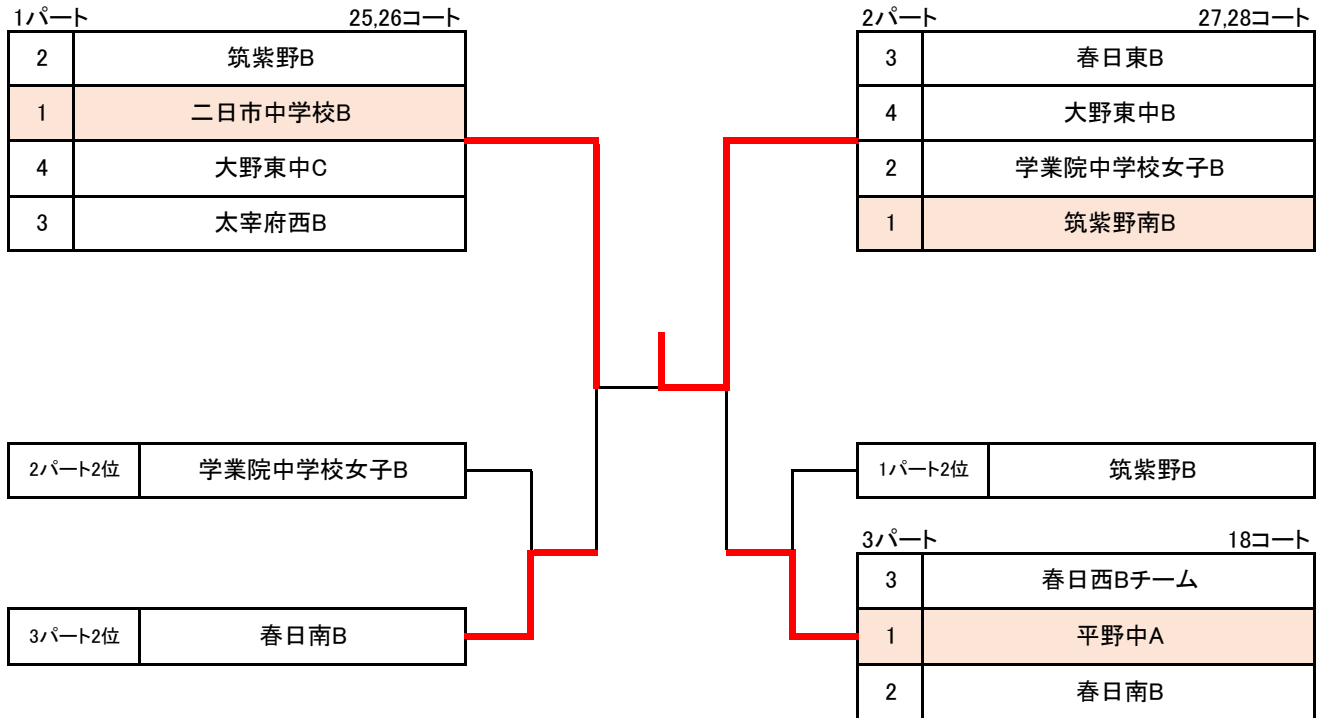 1パート 25,26コート
2 筑紫野B
1 二日市中学校B
4 大野東中C
3 太宰府西B
2パート 27,28コート
3 春日東B
4 大野東中B
2 学業院中学校女子B
1 筑紫野南B
2パート2位 学業院中学校女子B
3パート2位 春日南B
1パート2位 筑紫野B
3パート 18コート
3 春日西Bチーム
1 平野中A
2 春日南B